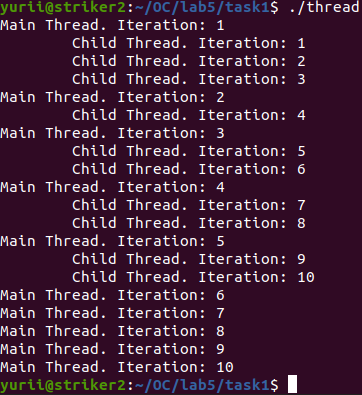 yurii@striker2:~/OC/lab5/task1$ ./thread
Main Thread. Iteration: 1
        Child Thread. Iteration: 1
        Child Thread. Iteration: 2
        Child Thread. Iteration: 3
Main Thread. Iteration: 2
        Child Thread. Iteration: 4
Main Thread. Iteration: 3
        Child Thread. Iteration: 5
        Child Thread. Iteration: 6
Main Thread. Iteration: 4
        Child Thread. Iteration: 7
        Child Thread. Iteration: 8
Main Thread. Iteration: 5
        Child Thread. Iteration: 9
        Child Thread. Iteration: 10
Main Thread. Iteration: 6
Main Thread. Iteration: 7
Main Thread. Iteration: 8
Main Thread. Iteration: 9
Main Thread. Iteration: 10
yurii@striker2:~/OC/lab5/task1$